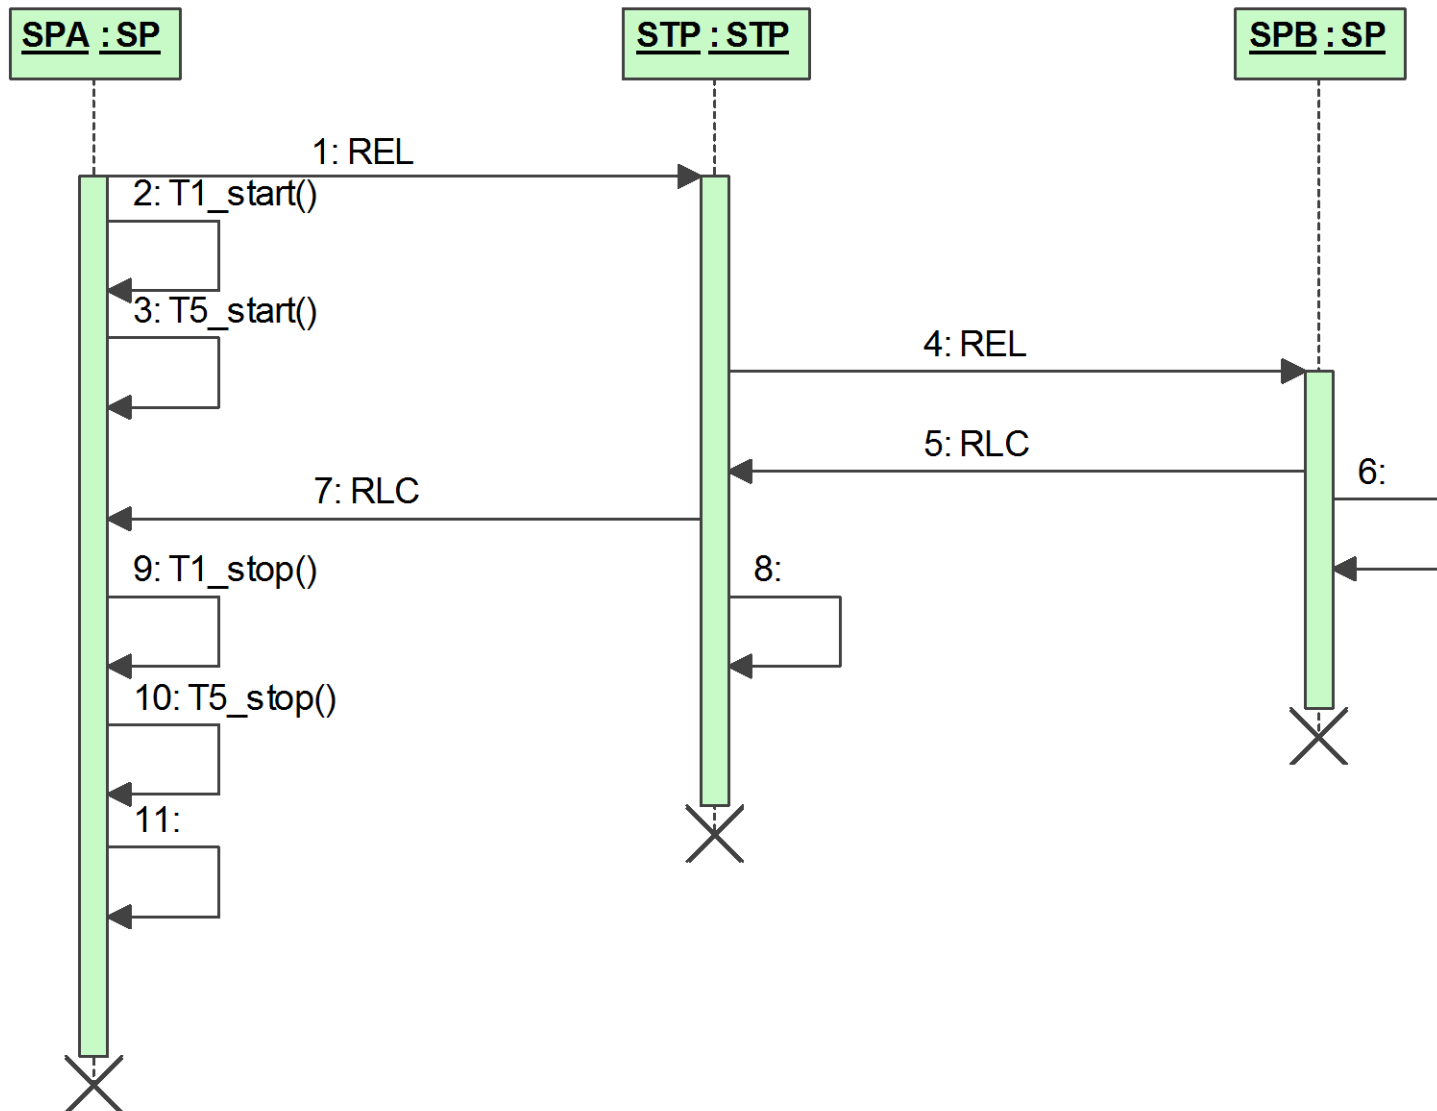 SPA : SP
STP : STP
SPB : SP
1: REL
2: T1_start()
3: T5_start()
4: REL
5: RLC
6:
7: RLC
8:
9: T1_stop()
10: T5_stop()
11: